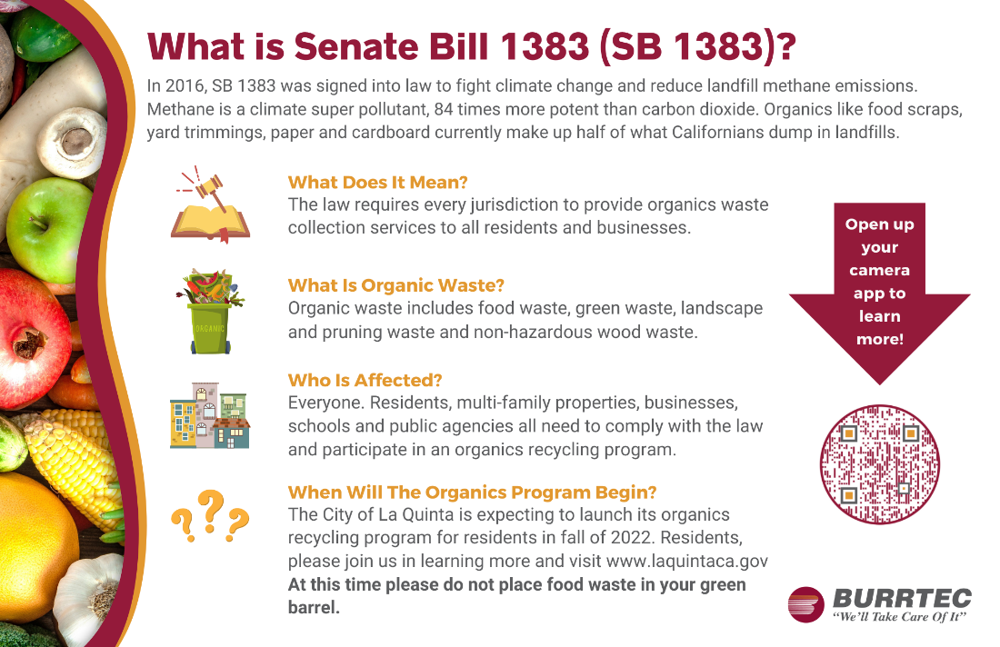 What is Senate Bill 1383 (SB 1383)?
In 2016, SB 1383 was signed into law to fight climate change and reduce landfill methane emissions.
Methane is a climate super pollutant, 84 times more potent than carbon dioxide. Organics like food scraps,
yard trimmings, paper and cardboard currently make up half of what Californians dump in landfills.
What Does It Mean?
The law requires every jurisdiction to provide organics waste
collection services to all residents and businesses.
What Is Organic Waste?
Organic waste includes food waste, green waste, landscape
and pruning waste and non-hazardous wood waste.
ORGANIC
Who Is Affected?
Everyone. Residents, multi-family properties, businesses,
schools and public agencies all need to comply with the law
and participate in an organics recycling program.
When Will The Organics Program Begin?
The City of La Quinta is expecting to launch its organics
recycling program for residents in fall of 2022. Residents,
please join us in learning more and visit www.laquintaca.gov
At this time please do not place food waste in your green
barrel.
Open up
your
camera
app to
learn
more!
BURRTEC
“We’ll Take Care Of It”